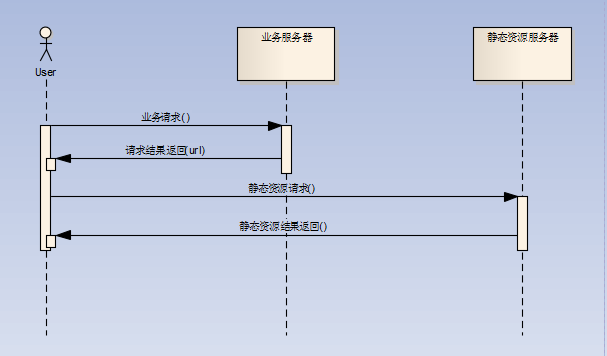 业务服务器
静态资源服务器
User
业务请求()
请求结果返回(url)
静态资源请求()
静态资源结果返回()